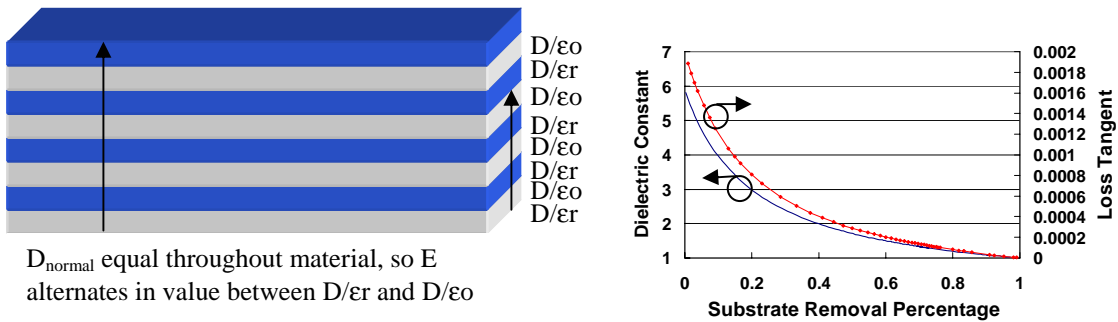 D/εo
D/εr
D/εo
D/εr
D/εo
D/εr
D/εo
D/εr
Dnormal equal throughout material, so E
alternates in value between D/εr and D/εo
7
6
5
4
3
2
1
Dielectric Constant
0.002
0.0018
0.0016
0.0014
0.0012
0.001
0.0008
0.0006
0.0004
0.0002
0
Loss Tangent
0 0.2 0.4 0.6 0.8 1
Substrate Removal Percentage